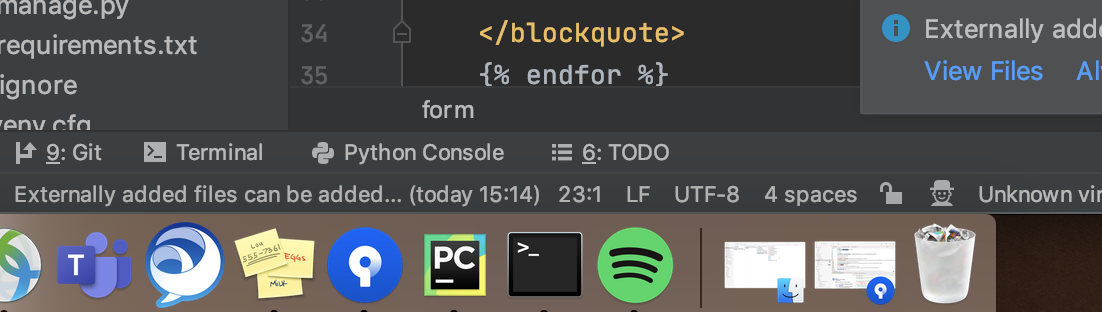 manage.py
requirements.txt
ignore
venv.cfg
34 </blockquote>
35 {% endfor %}
form
Externally adde
View Files Al
9: Git Terminal Python Console 6: TODO
Externally added files can be added... (today 15:14) 23:1 LF UTF-8 4 spaces Unknown vir
T
LOU
555-7361
EGGS
MILK
PC
>_